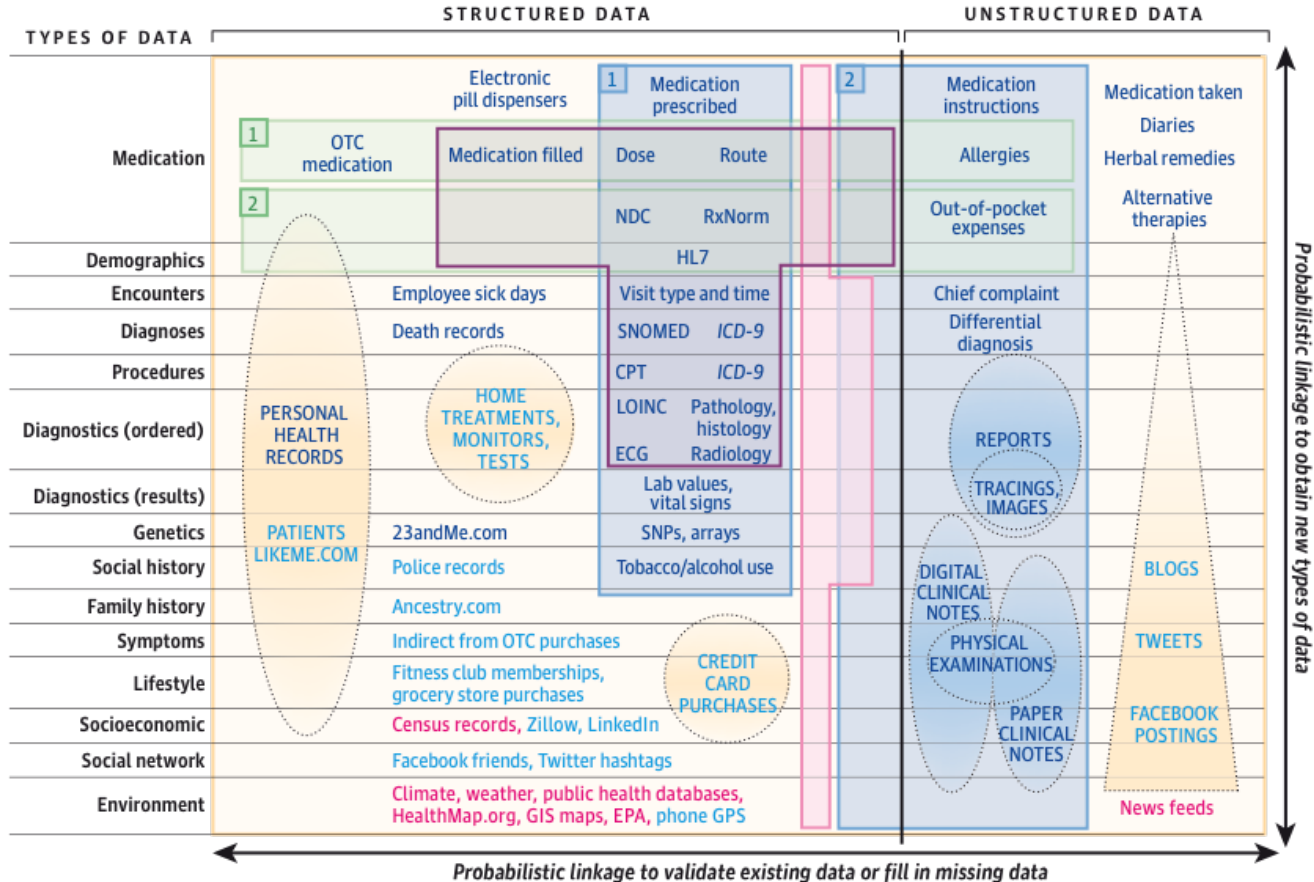 STRUCTURED DATA
UNSTRUCTURED DATA
TYPES OF DATA
1
2
Electronic
pill dispensers
Medication
prescribed
Medication
instructions
Medication taken
Diaries
Herbal remedies
Alternative
therapies
Medication
1
OTC
medication
Medication filled
Dose
Route
Allergies
2
NDC
RxNorm
Out-of-pocket
expenses
Demographics
HL7
Encounters
Employee sick days
Visit type and time
Chief complaint
Diagnoses
Death records
SNOMED
ICD-9
Differential
diagnosis
Procedures
CPT
ICD-9
Diagnostics (ordered)
PERSONAL
HEALTH
RECORDS
HOME
TREATMENTS,
MONITORS,
TESTS
LOINC
Pathology,
histology
ECG
Radiology
REPORTS
Diagnostics (results)
Lab values,
vital signs
TRACINGS,
IMAGES
Genetics
PATIENTS
LIKEME.COM
23andMe.com
SNPs, arrays
Social history
Police records
Tobacco/alcohol use
DIGITAL
CLINICAL
NOTES
BLOGS
Family history
Ancestry.com
Symptoms
Indirect from OTC purchases
CREDIT
CARD
PURCHASES
PHYSICAL
EXAMINATIONS
TWEETS
Lifestyle
Fitness club memberships,
grocery store purchases
Socioeconomic
Census records, Zillow, LinkedIn
PAPER
CLINICAL
NOTES
FACEBOOK
POSTINGS
Social network
Facebook friends, Twitter hashtags
Environment
Climate, weather, public health databases,
HealthMap.org, GIS maps, EPA, phone GPS
News feeds
Probabilistic linkage to obtain new types of data
Probabilistic linkage to validate existing data or fill in missing data